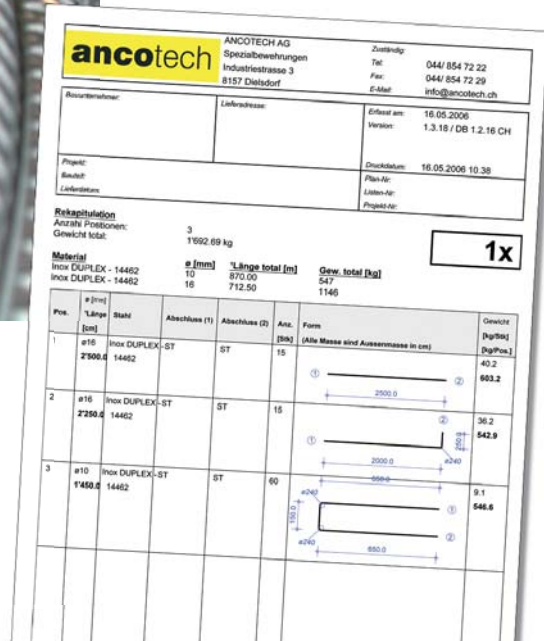 ancotech
ANCOTECH AG
Spezialbewehrungen
Industriestrasse 3
8157 Dielsdorf
Zuständig:
Tel: 044/ 854 72 22
Fax: 044/ 854 72 29
E-Mail: info@ancotech.ch
Bauunternehmer:
Lieferadresse:
Erfasst am: 16.05.2006
Version: 1.3.18 / DB 1.2.16 CH
Druckdatum: 16.05.2006 10.38
Projekt:
Bauteil:
Lieferdatum:
Plan-Nr:
Listen-Nr:
Projekt-Nr:
Rekapitulation
Anzahl Positionen: 3
Gewicht total: 1'692.69 kg
1x
Material ø [mm] 'Länge total [m] Gew. total [kg]
Inox DUPLEX - 14462 10 870.00 547
Inox DUPLEX - 14462 16 712.50 1146
Pos. ø [mm] 'Länge [cm] Stahl Abschluss (1) Abschluss (2) Anz. [Stk] Form (Alle Masse sind Aussenmasse in cm) Gewicht [kg/Stk] [kg/Pos.]
1 ø16 Inox DUPLEX -ST ST 15 40.2
2'500.0 14462 603.2
1 2
2500.0
2 ø16 Inox DUPLEX -ST ST 15 36.2
2'250.0 14462 542.9
2
1 250.0
2000.0 ø240
3 ø10 Inox DUPLEX -ST ST 60 9.1
1'450.0 14462 546.6
650.0
ø240 1
150.0
ø240 2
650.0